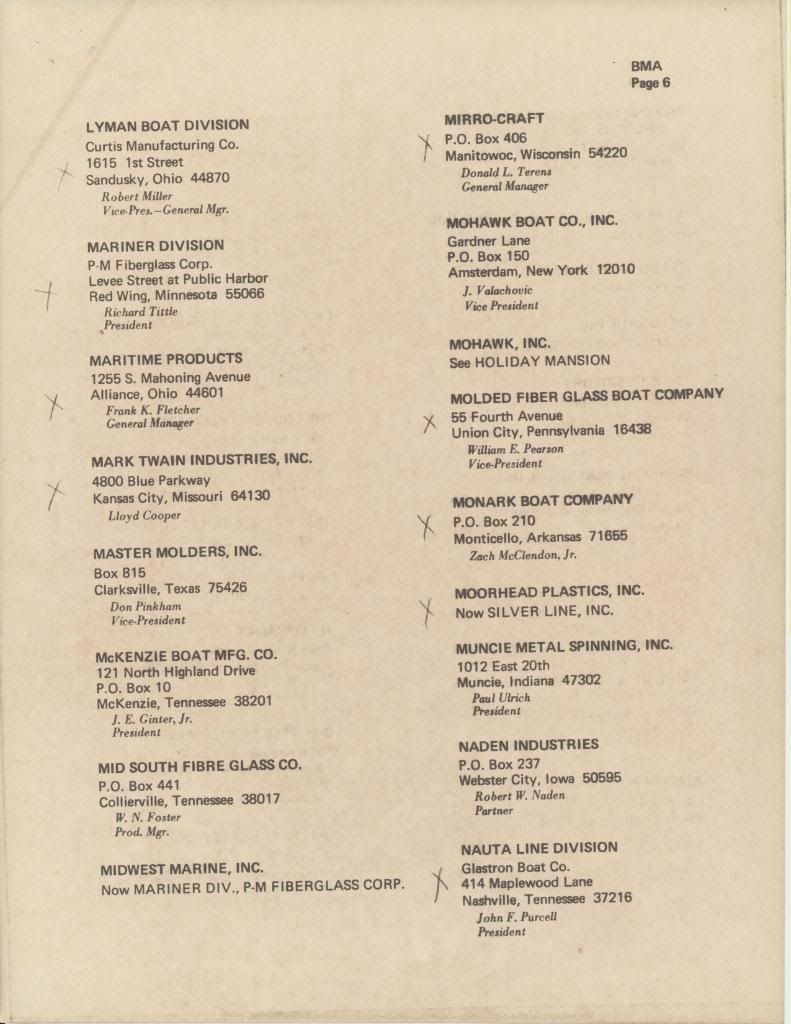 BMA
Page 6
LYMAN BOAT DIVISION
Curtis Manufacturing Co.
1615 1st Street
Sandusky, Ohio 44870
Robert Miller
Vice-Pres.—General Mgr.
MARINER DIVISION
P-M Fiberglass Corp.
Levee Street at Public Harbor
Red Wing, Minnesota 55066
Richard Tittle
President
MARITIME PRODUCTS
1255 S. Mahoning Avenue
Alliance, Ohio 44601
Frank K. Fletcher
General Manager
MARK TWAIN INDUSTRIES, INC.
4800 Blue Parkway
Kansas City, Missouri 64130
Lloyd Cooper
MASTER MOLDERS, INC.
Box 815
Clarksville, Texas 75426
Don Pinkham
Vice-President
McKENZIE BOAT MFG. CO.
121 North Highland Drive
P.O. Box 10
McKenzie, Tennessee 38201
J. E. Ginter, Jr.
President
MID SOUTH FIBRE GLASS CO.
P.O. Box 441
Collierville, Tennessee 38017
W. N. Foster
Prod. Mgr.
MIDWEST MARINE, INC.
Now MARINER DIV., P-M FIBERGLASS CORP.
MIRRO-CRAFT
P.O. Box 406
Manitowoc, Wisconsin 54220
Donald L. Terens
General Manager
MOHAWK BOAT CO., INC.
Gardner Lane
P.O. Box 150
Amsterdam, New York 12010
J. Valachovic
Vice President
MOHAWK, INC.
See HOLIDAY MANSION
MOLDED FIBER GLASS BOAT COMPANY
55 Fourth Avenue
Union City, Pennsylvania 16438
William E. Pearson
Vice-President
MONARK BOAT COMPANY
P.O. Box 210
Monticello, Arkansas 71655
Zach McClendon, Jr.
MOORHEAD PLASTICS, INC.
Now SILVER LINE, INC.
MUNCIE METAL SPINNING, INC.
1012 East 20th
Muncie, Indiana 47302
Paul Ulrich
President
NADEN INDUSTRIES
P.O. Box 237
Webster City, Iowa 50595
Robert W. Naden
Partner
NAUTA LINE DIVISION
Glastron Boat Co.
414 Maplewood Lane
Nashville, Tennessee 37216
John F. Purcell
President